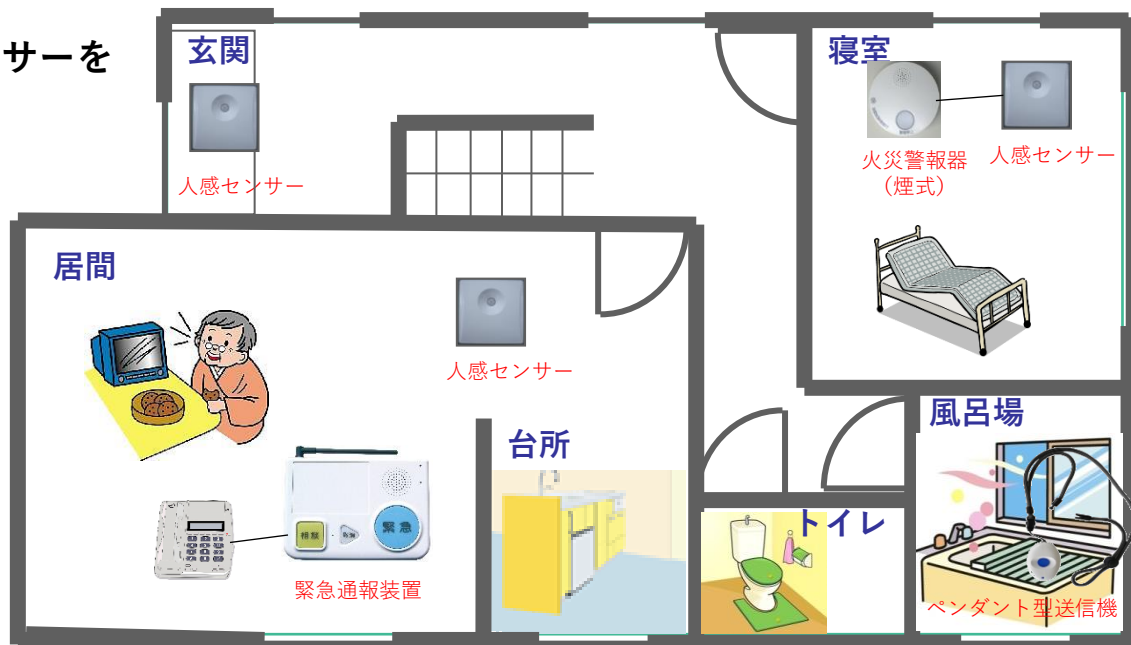 サーを
玄関
人感センサー
寝室
火災警報器
（煙式）
人感センサー
居間
人感センサー
台所
相談
緊急
緊急通報装置
トイレ
風呂場
ペンダント型送信機